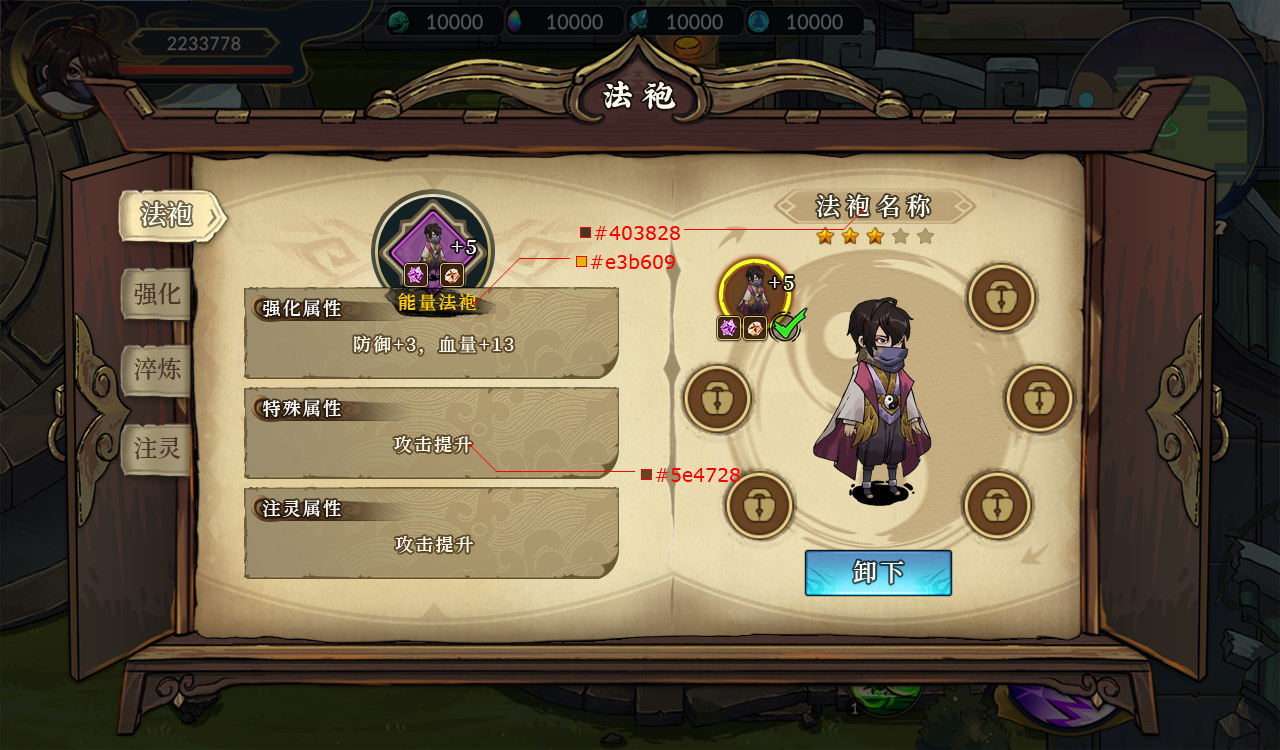 2233778
10000
10000
10000
10000
法袍
法袍
强化
淬炼
注灵
+5
能量法袍
强化属性
防御+3，血量+13
特殊属性
攻击提升
注灵属性
攻击提升
#403828
#e3b609
#5e4728
法袍名称
+5
卸下
1